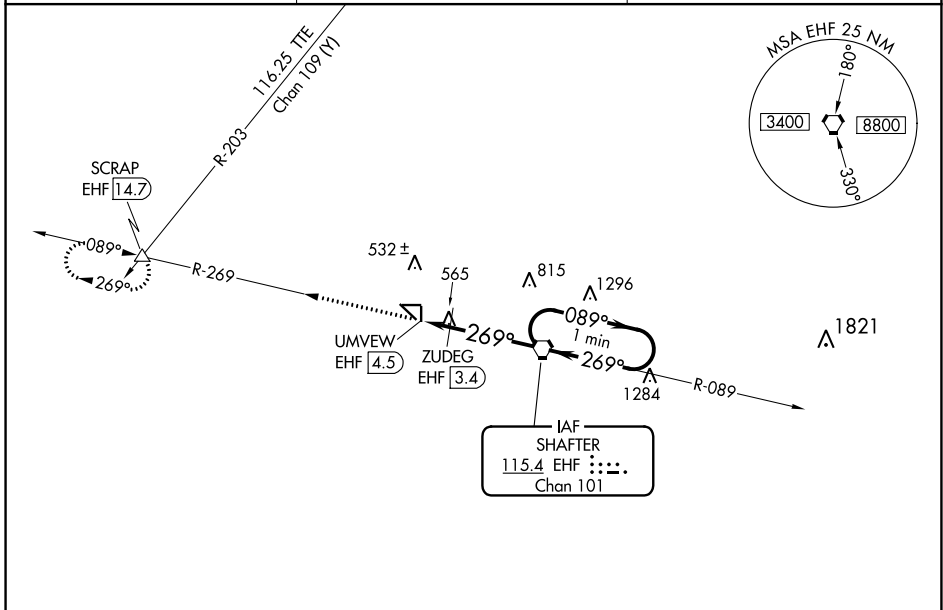 116.25 TTE
Chan 109 (Y)
R-203
MSA EHF 25 NM
180°
3400
8800
330°
SCRAP
EHF 14.7
089°
269°
R-269
532 ±
565
815
1296
1821
UMVEW
EHF 4.5
ZUDEG
EHF 3.4
269°
089°
1 min
269°
1284
R-089
IAF
SHAFTER
115.4 EHF
Chan 101